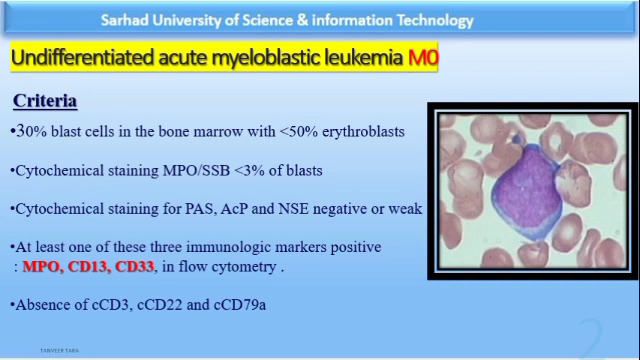 Sarhad University of Science & information Technology
Undifferentiated acute myeloblastic leukemia M0
Criteria
•30% blast cells in the bone marrow with <50% erythroblasts
•Cytochemical staining MPO/SSB <3% of blasts
•Cytochemical staining for PAS, AcP and NSE negative or weak
•At least one of these three immunologic markers positive
: MPO, CD13, CD33, in flow cytometry .
•Absence of cCD3, cCD22 and cCD79a
TANVEER TARA
2